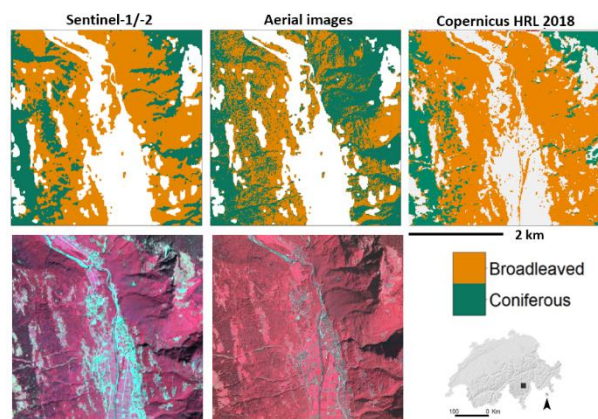 Sentinel-1/-2
Aerial images
Copernicus HRL 2018
2 km
Broadleaved
Coniferous
100 0 Km